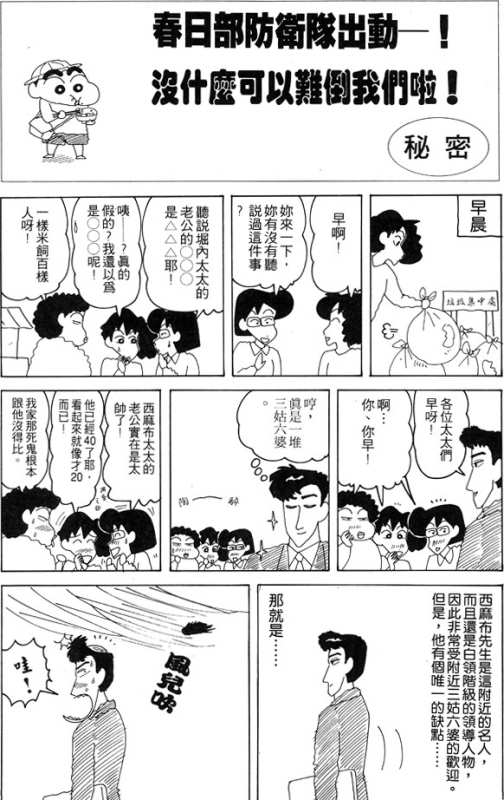 春日部防衛隊出動—！
沒什麼可以難倒我們啦！
秘密
早晨
垃圾集中處
早啊！
妳來一下，
妳有沒有聽
說過這件事
？
聽說堀內太太的
老公的○○○
是△△△耶！
咦——？真的
假的？我還以為
是○○呢！
一樣米飼百樣
人呀！
各位太太們
早呀！
啊…
你、你早！
哼，
真是一堆
三姑六婆。
陶醉
西麻布太太的
老公實在是太
帥了！
他已經40了耶，
看起來就像才20
而已！
我家那死鬼根本
跟他沒得比。
西麻布先生是這附近的名人，
而且還是白領階級的領導人物，
因此非常受附近三姑六婆的歡迎。
但是，他有個唯一的缺點……
那就是……
風兒吹
哇！